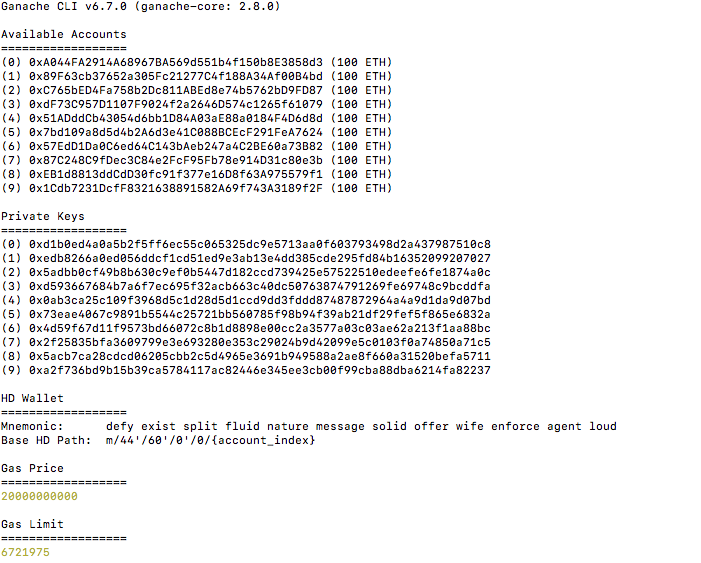 Ganache CLI v6.7.0 (ganache-core: 2.8.0)
Available Accounts
==================
(0) 0xA044FA2914A68967BA569d551b4f150b8E3858d3 (100 ETH)
(1) 0x89F63cb37652a305Fc21277C4f188A34Af00B4bd (100 ETH)
(2) 0xC765bED4Fa758b2Dc811ABEd8e74b5762bD9FD87 (100 ETH)
(3) 0xdF73C957D1107F9024f2a2646D574c1265f61079 (100 ETH)
(4) 0x51ADddCb43054d6bb1D84A03aE88a0184F4D6d8d (100 ETH)
(5) 0x7bd109a8d5d4b2A6d3e41C088BCEcF291FeA7624 (100 ETH)
(6) 0x57EdD1Da0C6ed64C143bAeb247a4C2BE60a73B82 (100 ETH)
(7) 0x87C248C9fDec3C84e2FcF95Fb78e914D31c80e3b (100 ETH)
(8) 0xEB1d8813ddCdD30fc91f377e16D8f63A975579f1 (100 ETH)
(9) 0x1Cdb7231DcfF8321638891582A69f743A3189f2F (100 ETH)
Private Keys
==================
(0) 0xd1b0ed4a0a5b2f5ff6ec55c065325dc9e5713aa0f603793498d2a437987510c8
(1) 0xedb8266a0ed056ddcf1cd51ed9e3ab13e4dd385cde295fd84b16352099207027
(2) 0x5adbb0cf49b8b630c9ef0b5447d182ccd739425e57522510edeefe6fe1874a0c
(3) 0xd593667684b7a6f7ec695f32acb663c40dc50763874791269fe69748c9bcddfa
(4) 0x0ab3ca25c109f3968d5c1d28d5d1ccd9dd3fddd87487872964a4a9d1da9d07bd
(5) 0x73eae4067c9891b5544c25721bb560785f98b94f39ab21df29fef5f865e6832a
(6) 0x4d59f67d11f9573bd66072c8b1d8898e00cc2a3577a03c03ae62a213f1aa88bc
(7) 0x2f25835bfa3609799e3e693280e353c29024b9d42099e5c0103f0a74850a71c5
(8) 0x5acb7ca28cdcd06205cbb2c5d4965e3691b949588a2ae8f660a31520befa5711
(9) 0xa2f736bd9b15b39ca5784117ac82446e345ee3cb00f99cba88dba6214fa82237
HD Wallet
==================
Mnemonic:      defy exist split fluid nature message solid offer wife enforce agent loud
Base HD Path:  m/44'/60'/0'/0/{account_index}
Gas Price
==================
20000000000
Gas Limit
==================
6721975